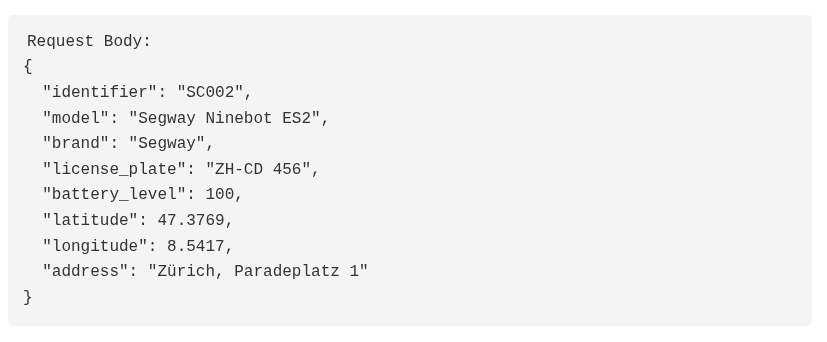 Request Body:
{
  "identifier": "SC002",
  "model": "Segway Ninebot ES2",
  "brand": "Segway",
  "license_plate": "ZH-CD 456",
  "battery_level": 100,
  "latitude": 47.3769,
  "longitude": 8.5417,
  "address": "Zürich, Paradeplatz 1"
}